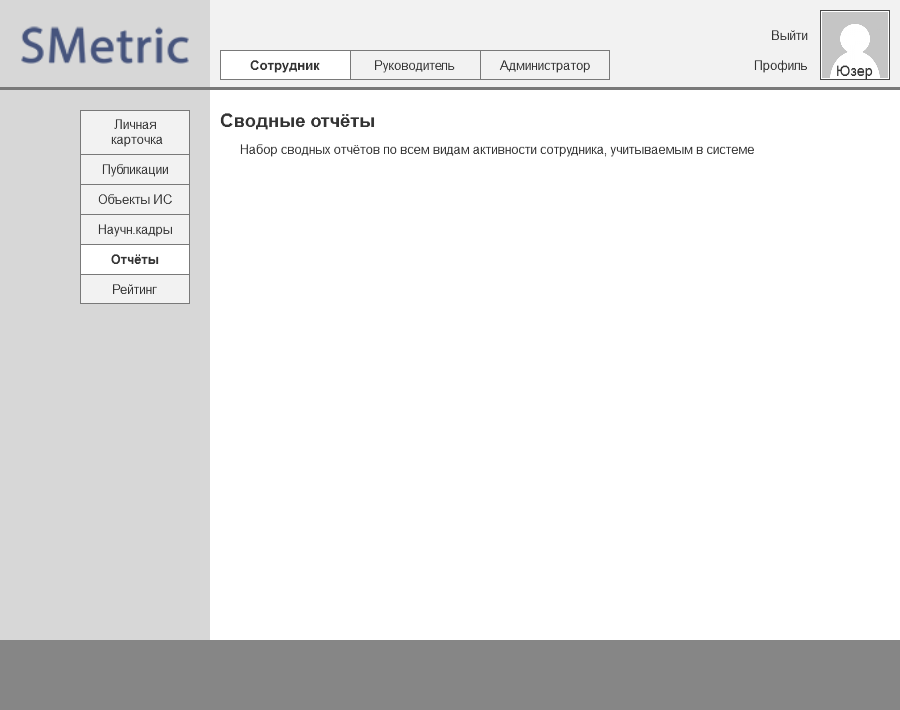 SMetric
Выйти
Сотрудник
Руководитель
Администратор
Профиль
Юзер
Личная
карточка
Публикации
Объекты ИС
Научн.кадры
Отчёты
Рейтинг
Сводные отчёты
Набор сводных отчётов по всем видам активности сотрудника, учитываемым в системе